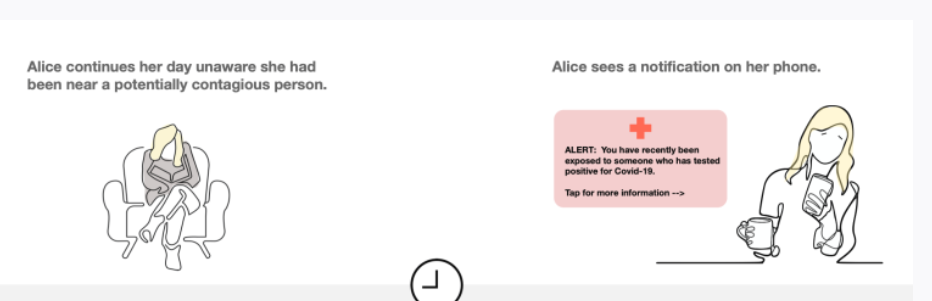 Alice continues her day unaware she had
been near a potentially contagious person.
Alice sees a notification on her phone.
ALERT: You have recently been
exposed to someone who has tested
positive for Covid-19.
Tap for more information -->